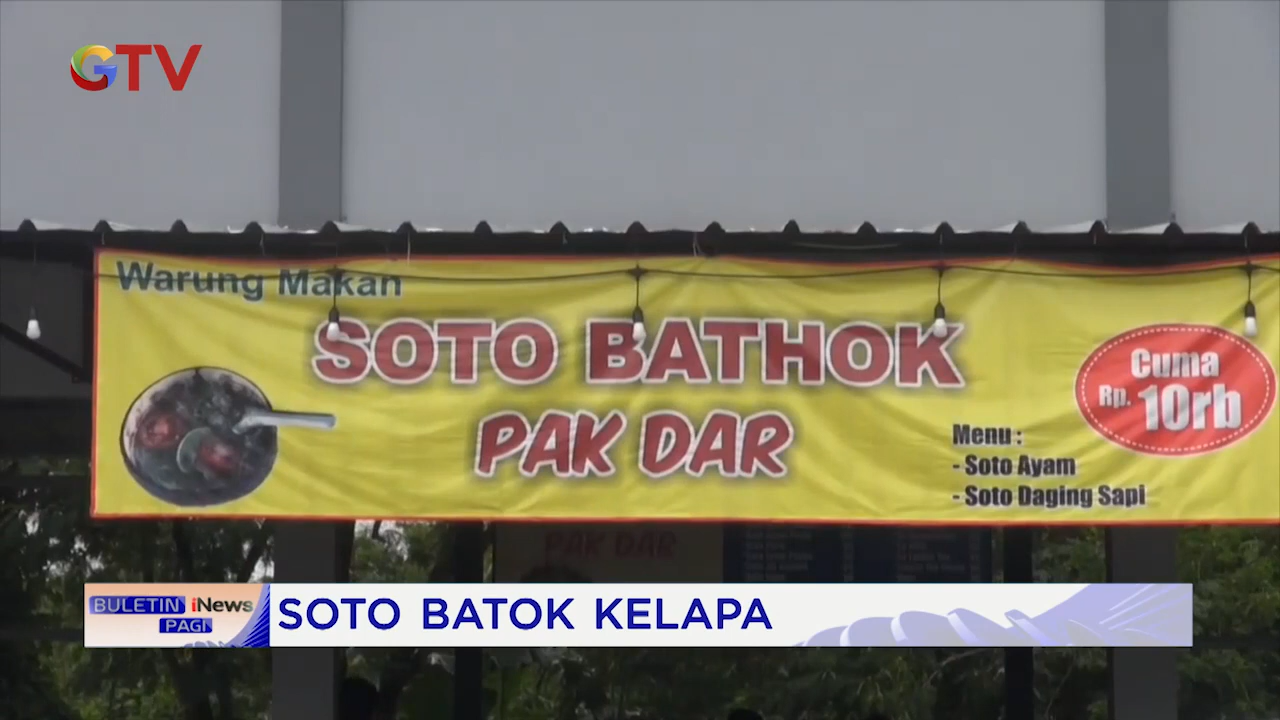 GTV
Warung Makan
SOTO BATHOK
PAK DAR
Cuma
Rp. 10rb
Menu :
- Soto Ayam
- Soto Daging Sapi
PAK DAR
BULETIN iNews
PAGI
SOTO BATOK KELAPA